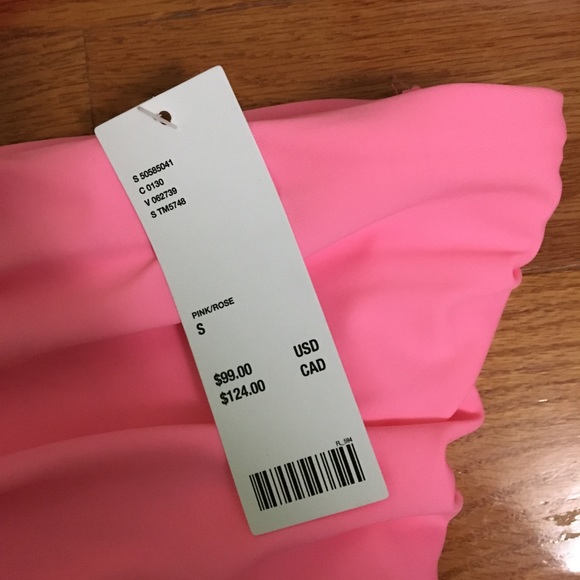 S 50585041
C 0130
V 062739
S TM5748
PINK/ROSE
S
$99.00 USD
$124.00 CAD
FL_594